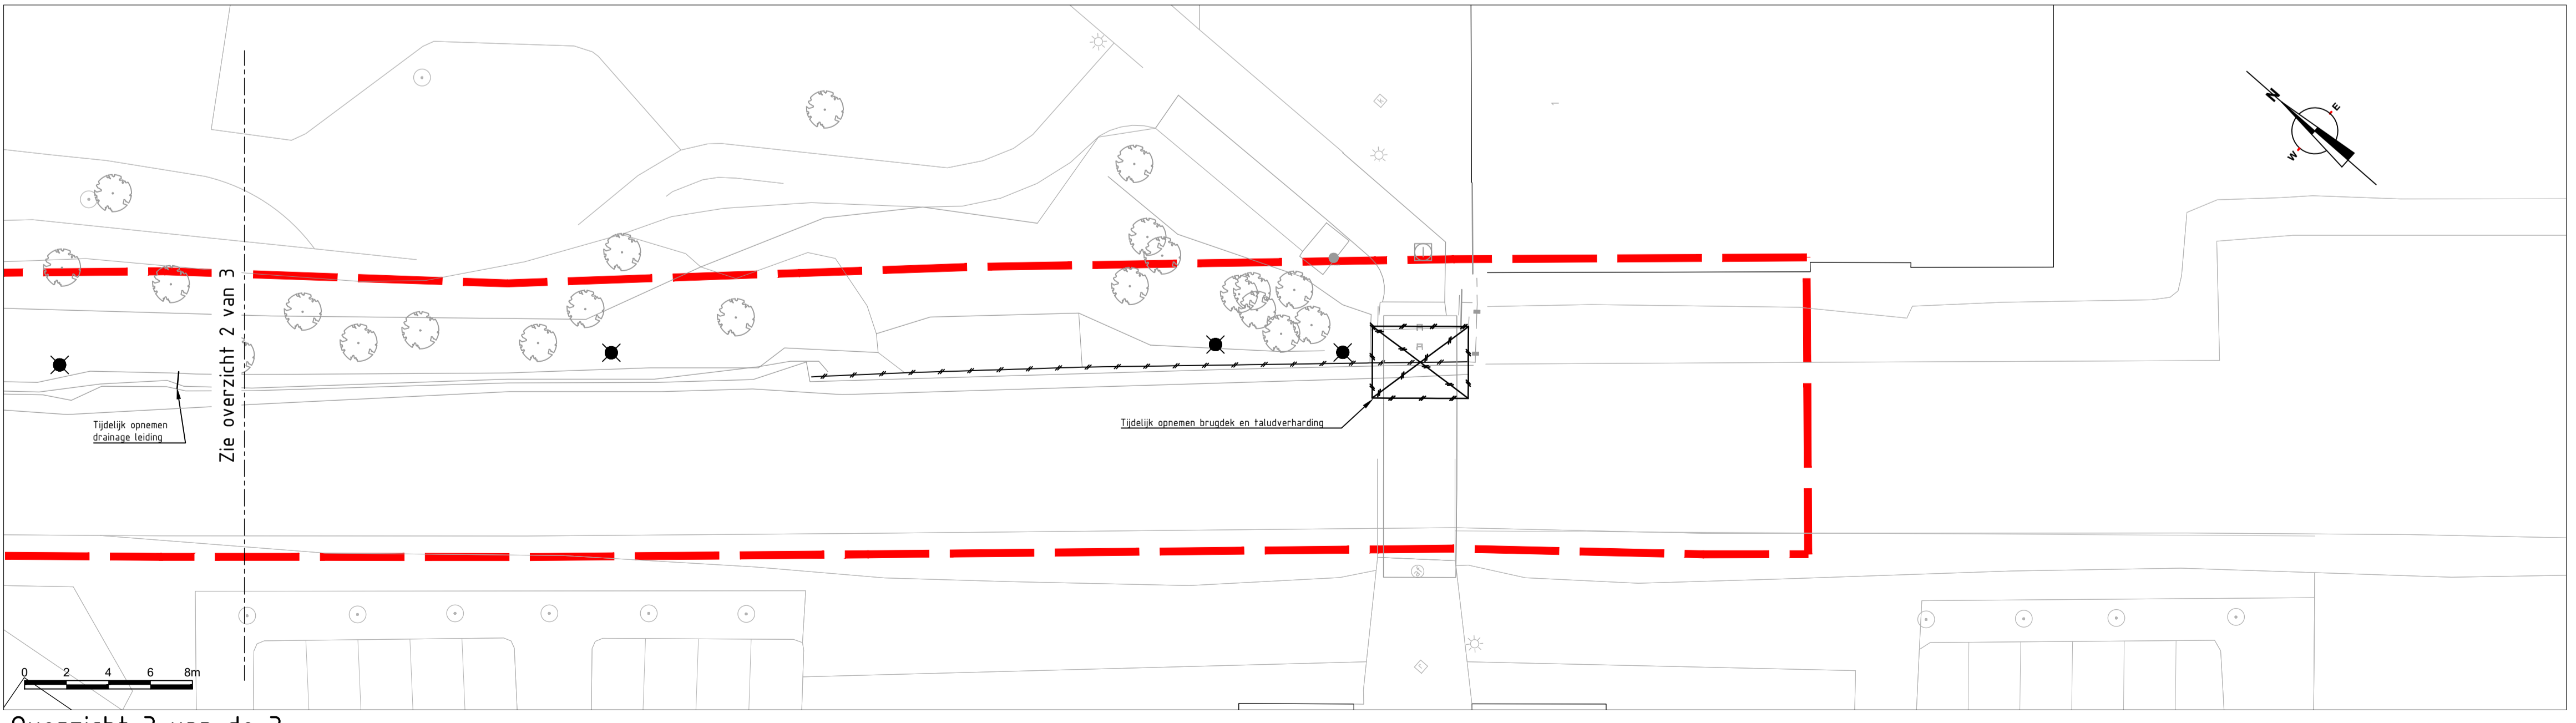 N
E
W
Zie overzicht 2 van 3
Tijdelijk opnemen
drainage leiding
Tijdelijk opnemen brugdek en taludverharding
0 2 4 6 8m